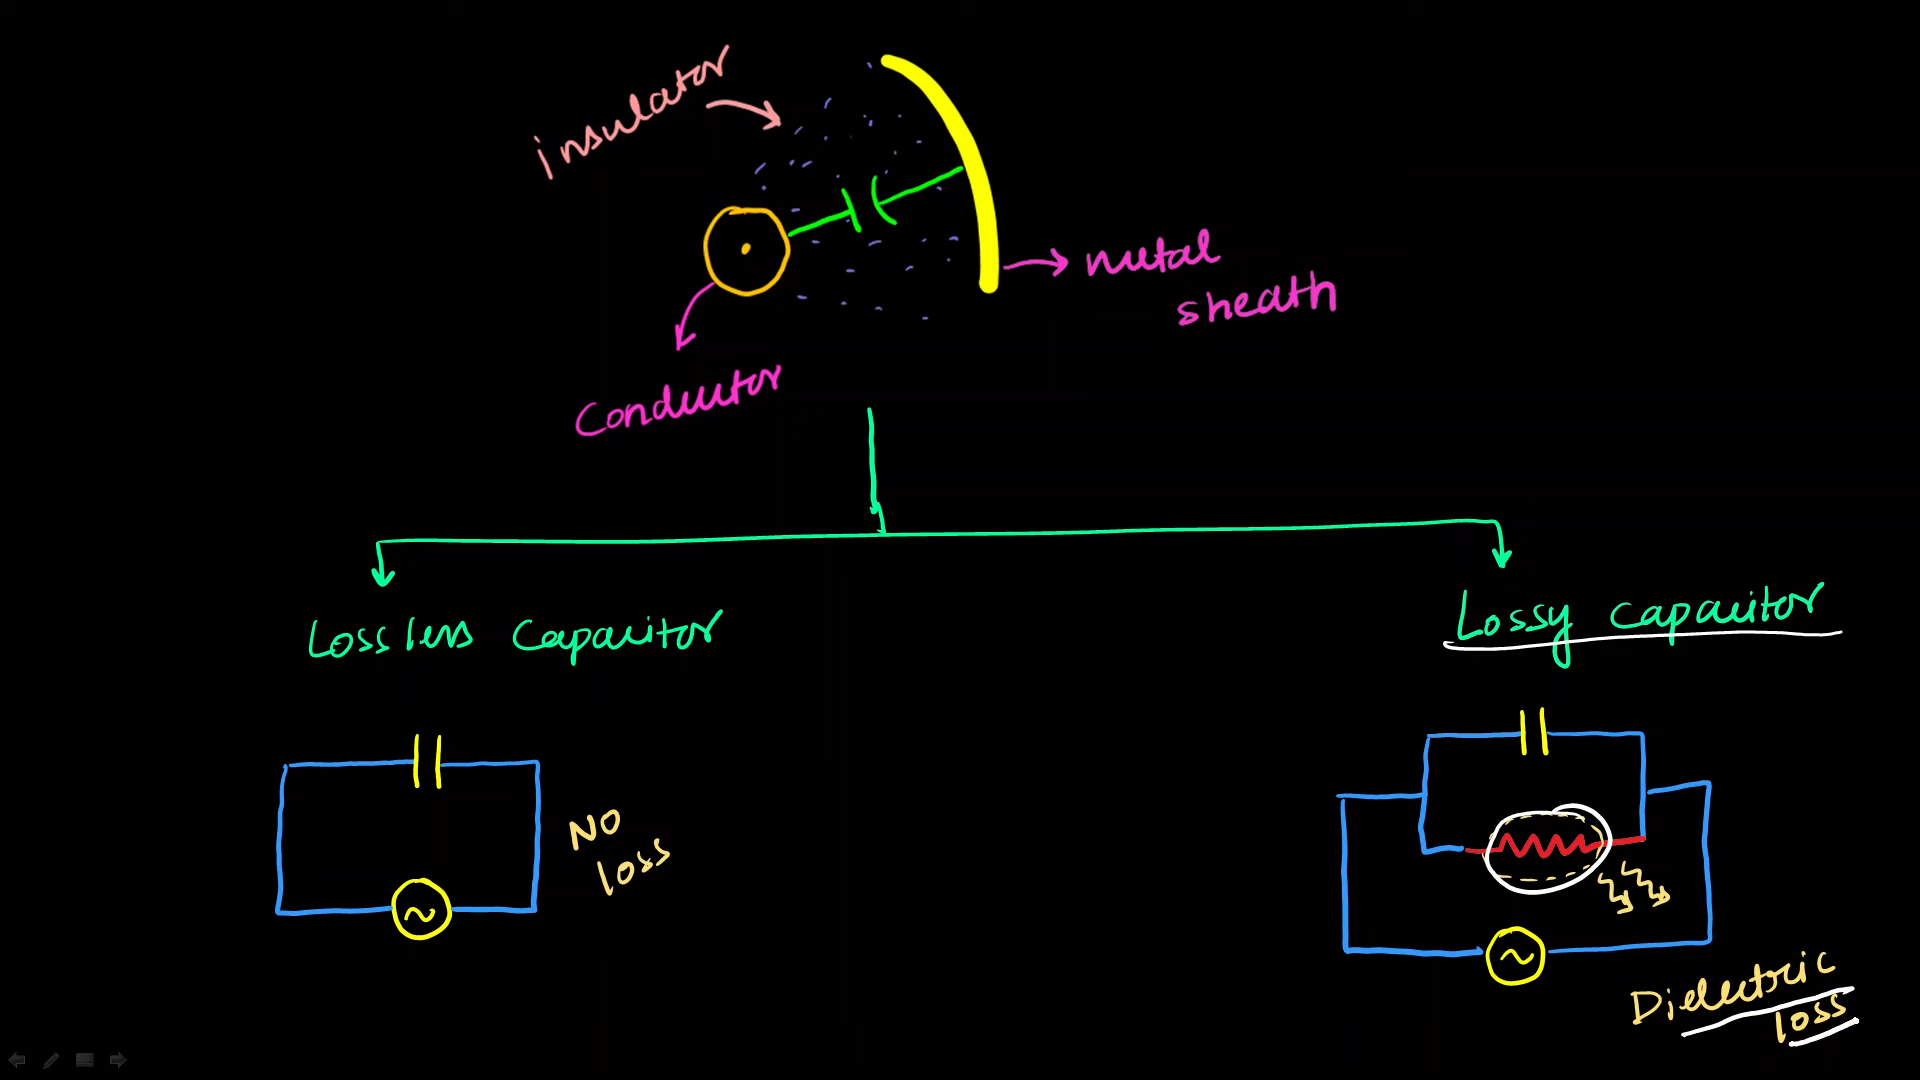 insulator
metal
sheath
Conductor
Lossless Capacitor
Lossy Capacitor
NO
loss
Dielectric
loss